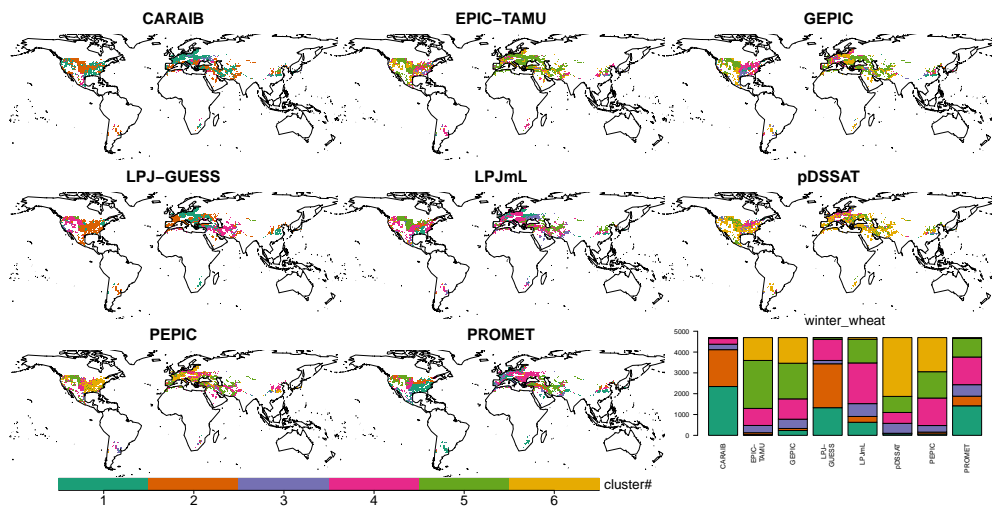 CARAIB
EPIC−TAMU
GEPIC
LPJ−GUESS
LPJmL
pDSSAT
PEPIC
PROMET
winter_wheat
5000
4000
3000
2000
1000
0
CARAIB
EPIC−
TAMU
GEPIC
LPJ−
GUESS
LPJmL
pDSSAT
PEPIC
PROMET
cluster#
1 2 3 4 5 6